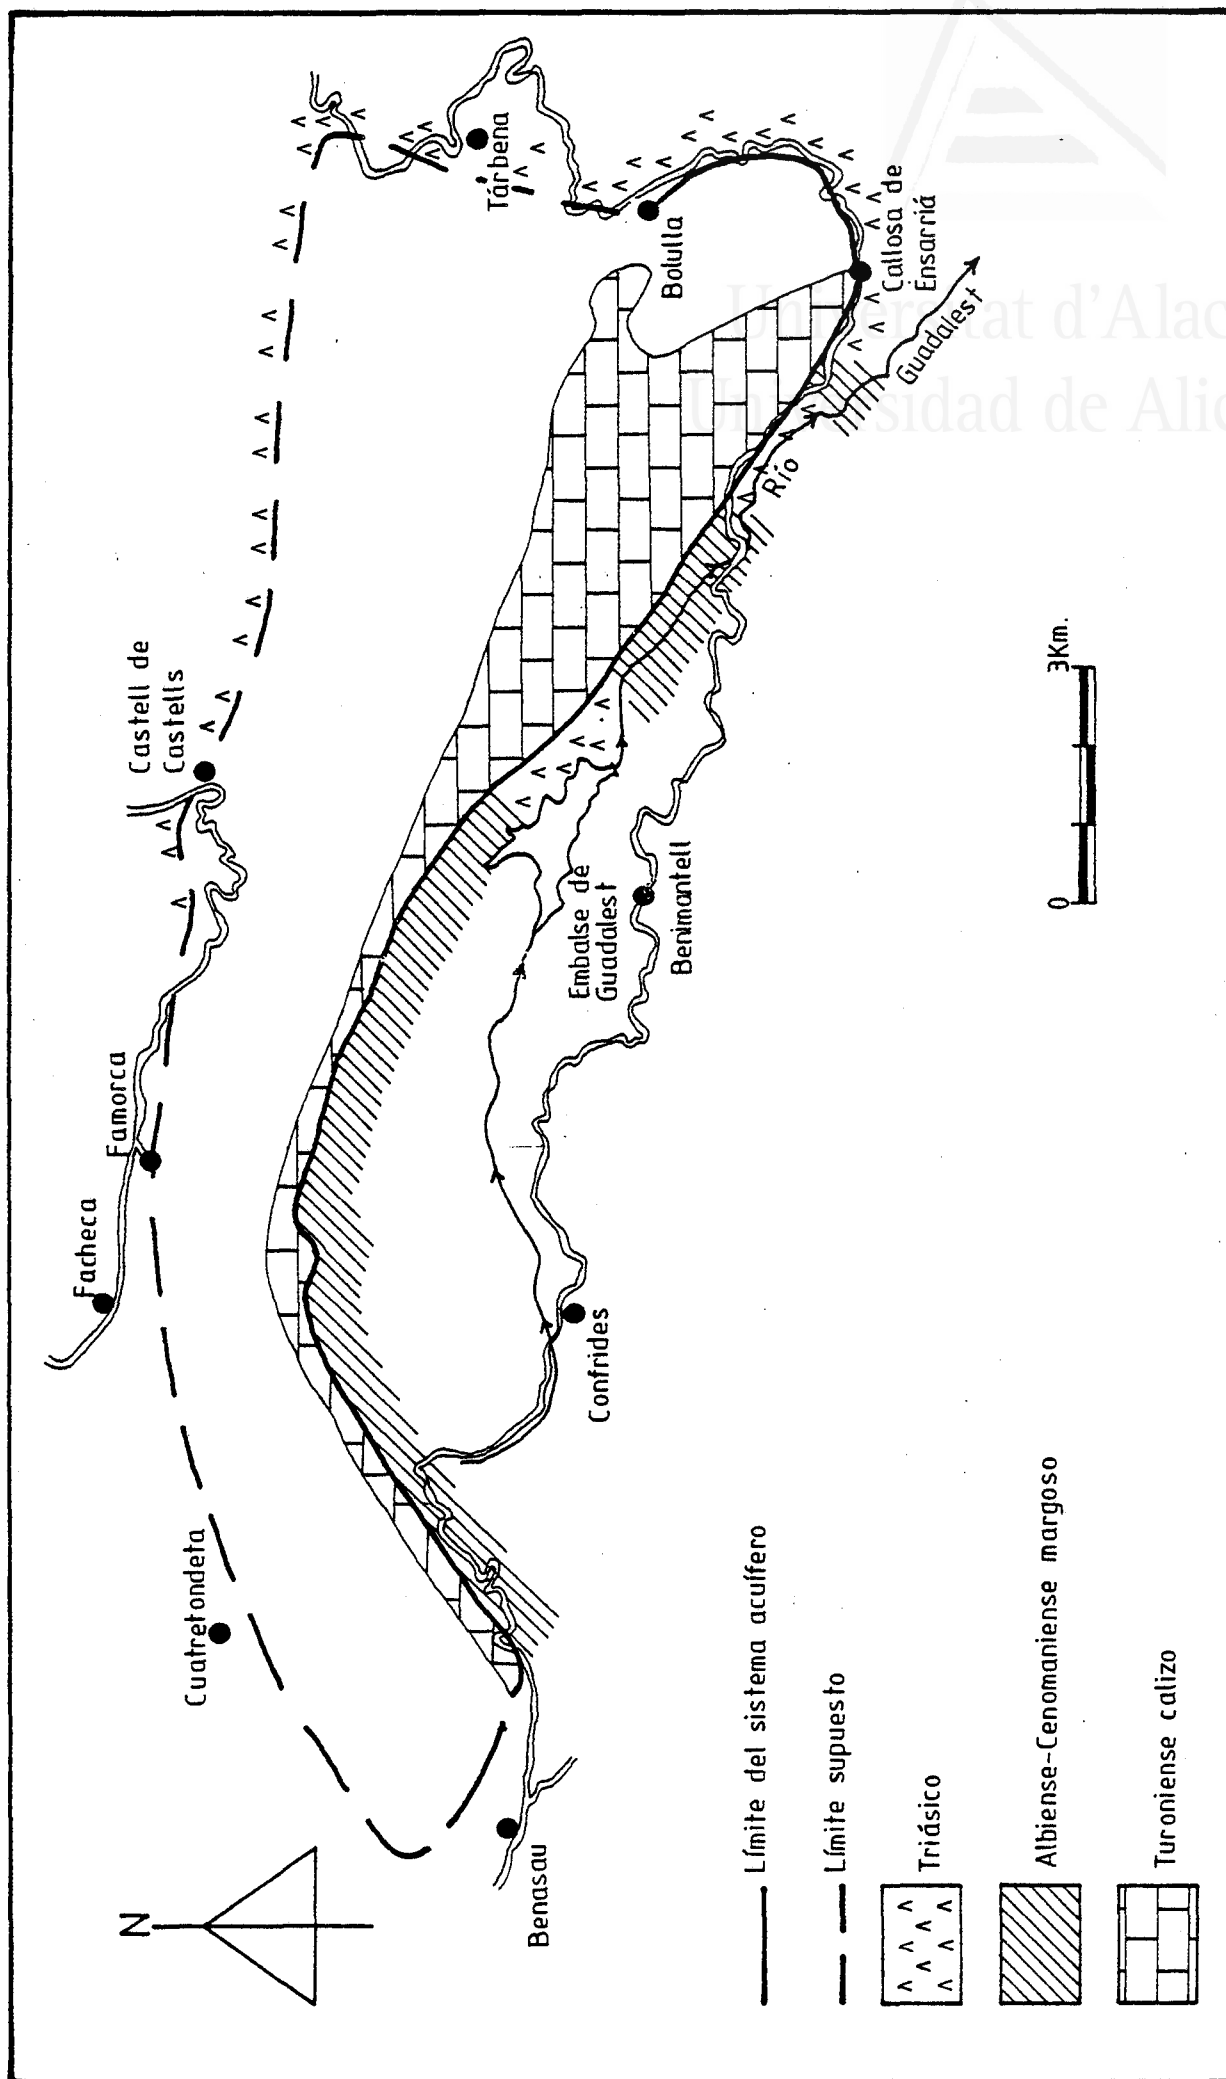 N
Benasau
Cuatretondeta
Facheca
Famorca
Castell de
Castells
Tárbena
Bolulla
Callosa de
Ensarriá
Río
Guadalest
Embalse de
Guadalest
Benimantell
Confrides
0
3Km.
Límite del sistema acuífero
Límite supuesto
Triásico
Albiense-Cenomaniense margoso
Turoniense calizo
Universitat d'Alac
Universidad de Alic